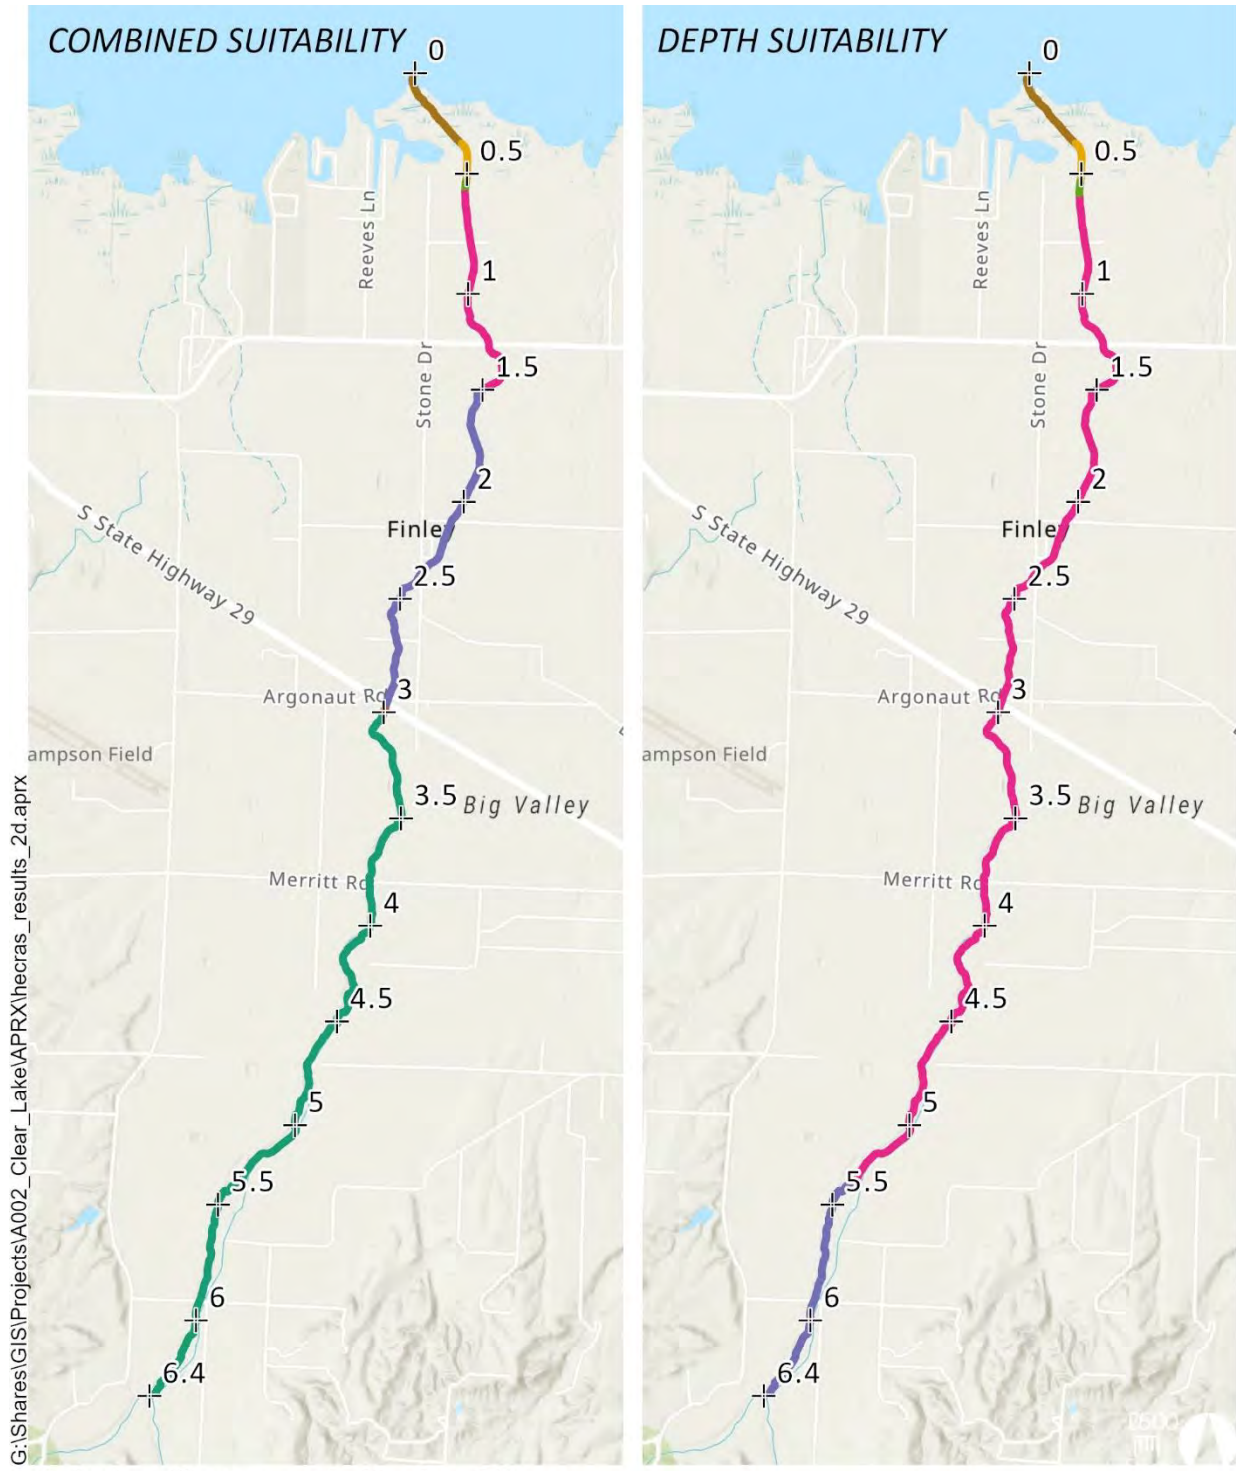 COMBINED SUITABILITY
0
0.5
Reeves Ln
1
Stone Dr
1.5
2
S State Highway 29
Finley
2.5
Argonaut Rd
3
ampson Field
3.5
Big Valley
Merritt Rd
4
4.5
5
5.5
6
6.4
G:\Shares\GIS\Projects\A002_Clear_Lake\APRX\hecras_results_2d.aprx
DEPTH SUITABILITY
0
0.5
Reeves Ln
1
Stone Dr
1.5
2
S State Highway 29
Finley
2.5
Argonaut Rd
3
ampson Field
3.5
Big Valley
Merritt Rd
4
4.5
5
5.5
6
6.4